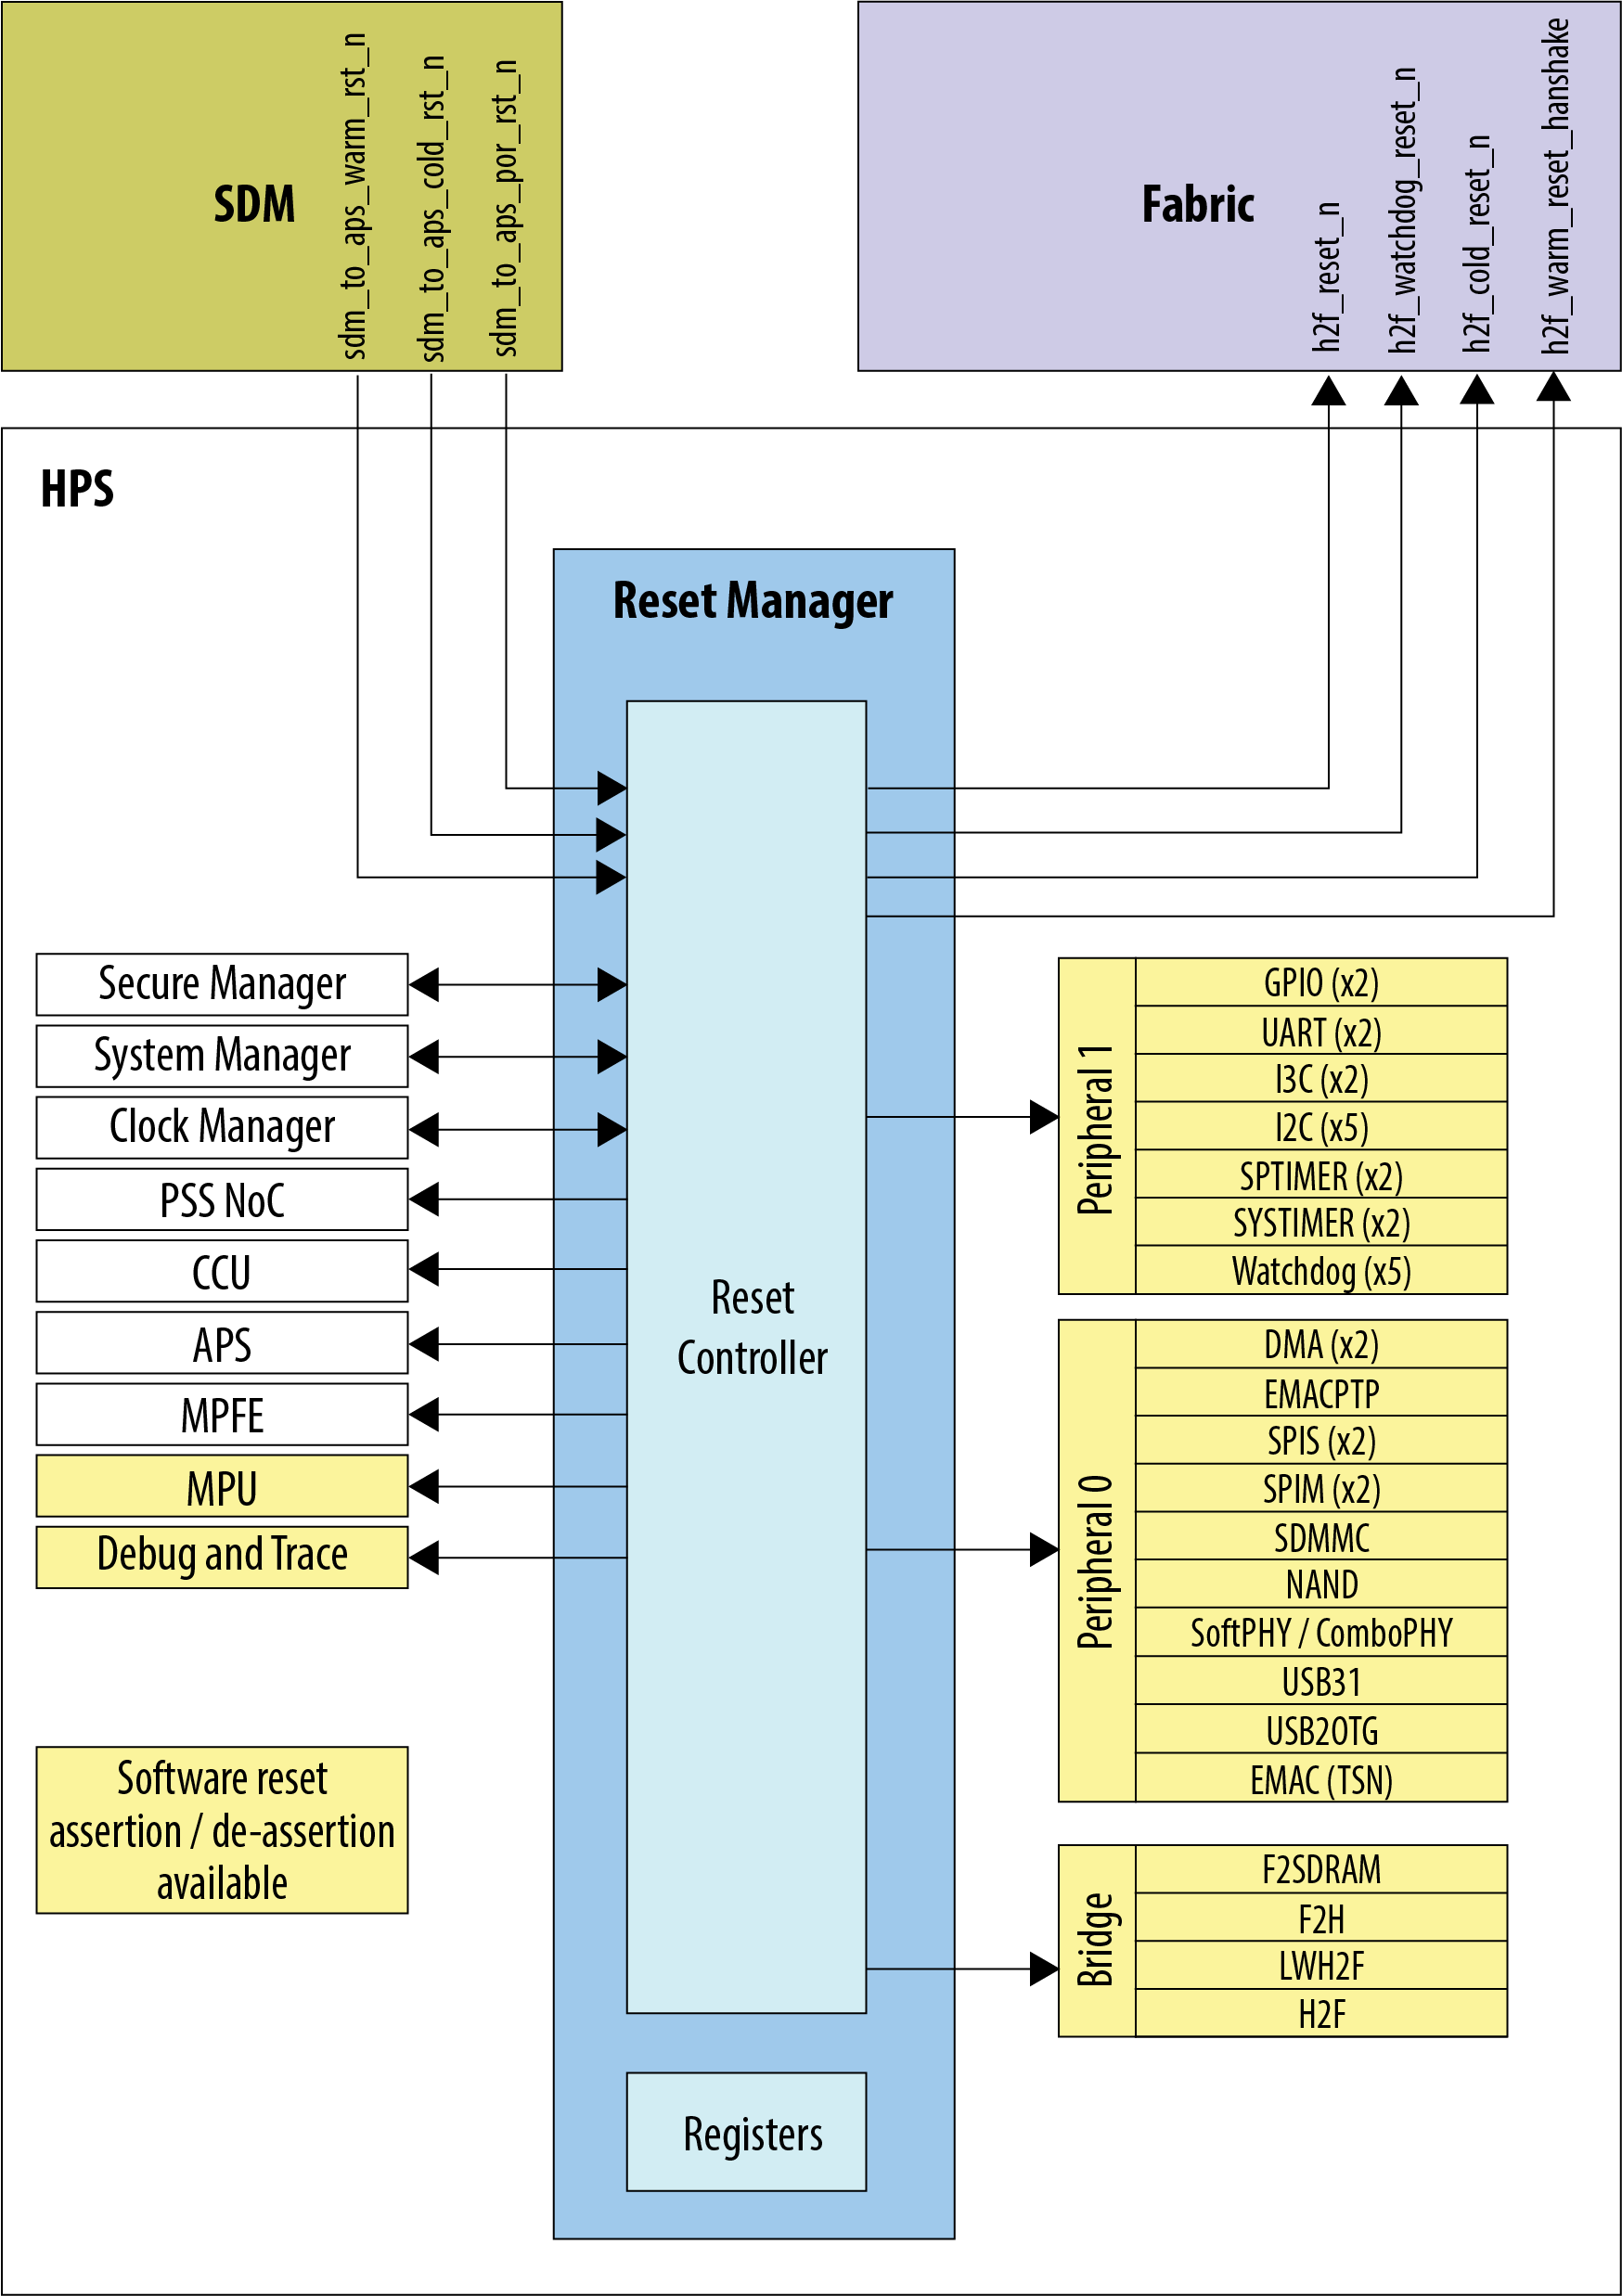 SDM
sdm_to_aps_warm_rst_n
sdm_to_aps_cold_rst_n
sdm_to_aps_por_rst_n
Fabric
h2f_reset_n
h2f_watchdog_reset_n
h2f_cold_reset_n
h2f_warm_reset_hanshake
HPS
Reset Manager
Reset
Controller
Registers
Secure Manager
System Manager
Clock Manager
PSS NoC
CCU
APS
MPFE
MPU
Debug and Trace
Software reset
assertion / de-assertion
available
Peripheral 1
GPIO (x2)
UART (x2)
I3C (x2)
I2C (x5)
SPTIMER (x2)
SYSTIMER (x2)
Watchdog (x5)
Peripheral 0
DMA (x2)
EMACPTP
SPIS (x2)
SPIM (x2)
SDMMC
NAND
SoftPHY / ComboPHY
USB31
USB2OTG
EMAC (TSN)
Bridge
F2SDRAM
F2H
LWH2F
H2F